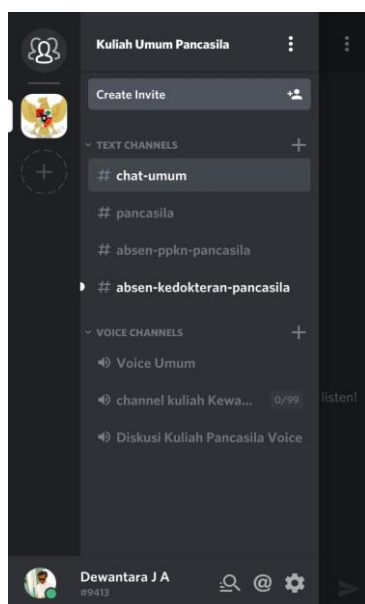 Kuliah Umum Pancasila
Create Invite
TEXT CHANNELS
# chat-umum
# pancasila
# absen-ppkn-pancasila
# absen-kedokteran-pancasila
VOICE CHANNELS
Voice Umum
channel kuliah Kewa... 0/99
listen!
Diskusi Kuliah Pancasila Voice
Dewantara J A
#9413